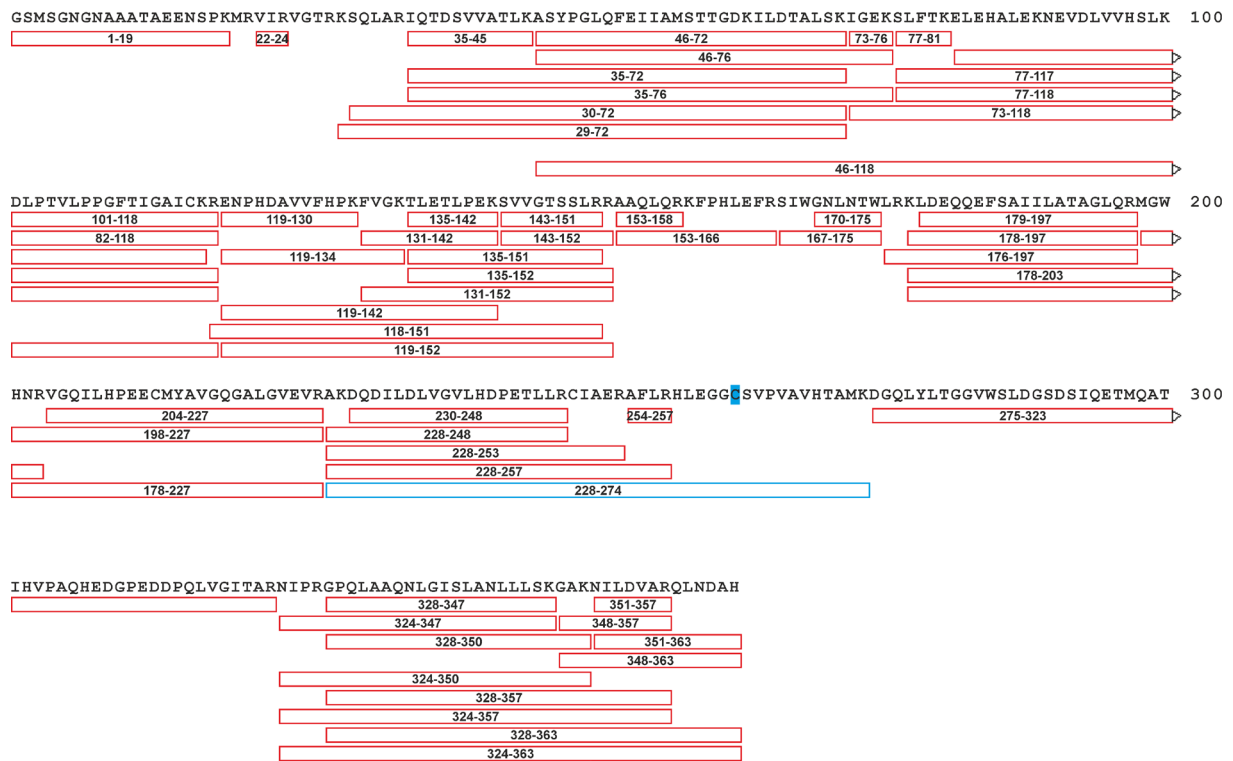 GSMSGNGNAAATAEENSPKMRVIRVGTRKSQLARIQTDSVVATLKASYPGLQFEIIAMSTTGDKILDTALSKIGEKSLFTKELEHALEKNEVDLVVHSLK 100
1-19 22-24 35-45 46-72 73-76 77-81
46-76
35-72 77-117
35-76 77-118
30-72 73-118
29-72
46-118
DLPTVLPPGFTIGAICKRENPHDAVVFHPKFVGKTLETLPEKSVVGTSSLRRAAQLQRKFPHLEFRSIWGNLNTWLRKLDEQQEFSAIILATAGLQRMGW 200
101-118 119-130 135-142 143-151 153-158 170-175 179-197
82-118 131-142 143-152 153-166 167-175 178-197
119-134 135-151 176-197
135-152 178-203
131-152
119-142
118-151
119-152
HNRVGQILHPEECMYAVGQGALGVEVRAKDQDILDLVGVLHDPETLLRCIAERAFLRHLEGGCSVPVAVHTAMKDGQLYLTGGVWSLDGSDSIQETMQAT 300
204-227 230-248 254-257 275-323
198-227 228-248
228-253
228-257
178-227 228-274
IHVPAQHEDGPEDDPQLVGITARNIPRGPQLAAQNLGISLANLLLSKGAKNILDVARQLNDAH
328-347 351-357
324-347 348-357
328-350 351-363
348-363
324-350
328-357
324-357
328-363
324-363